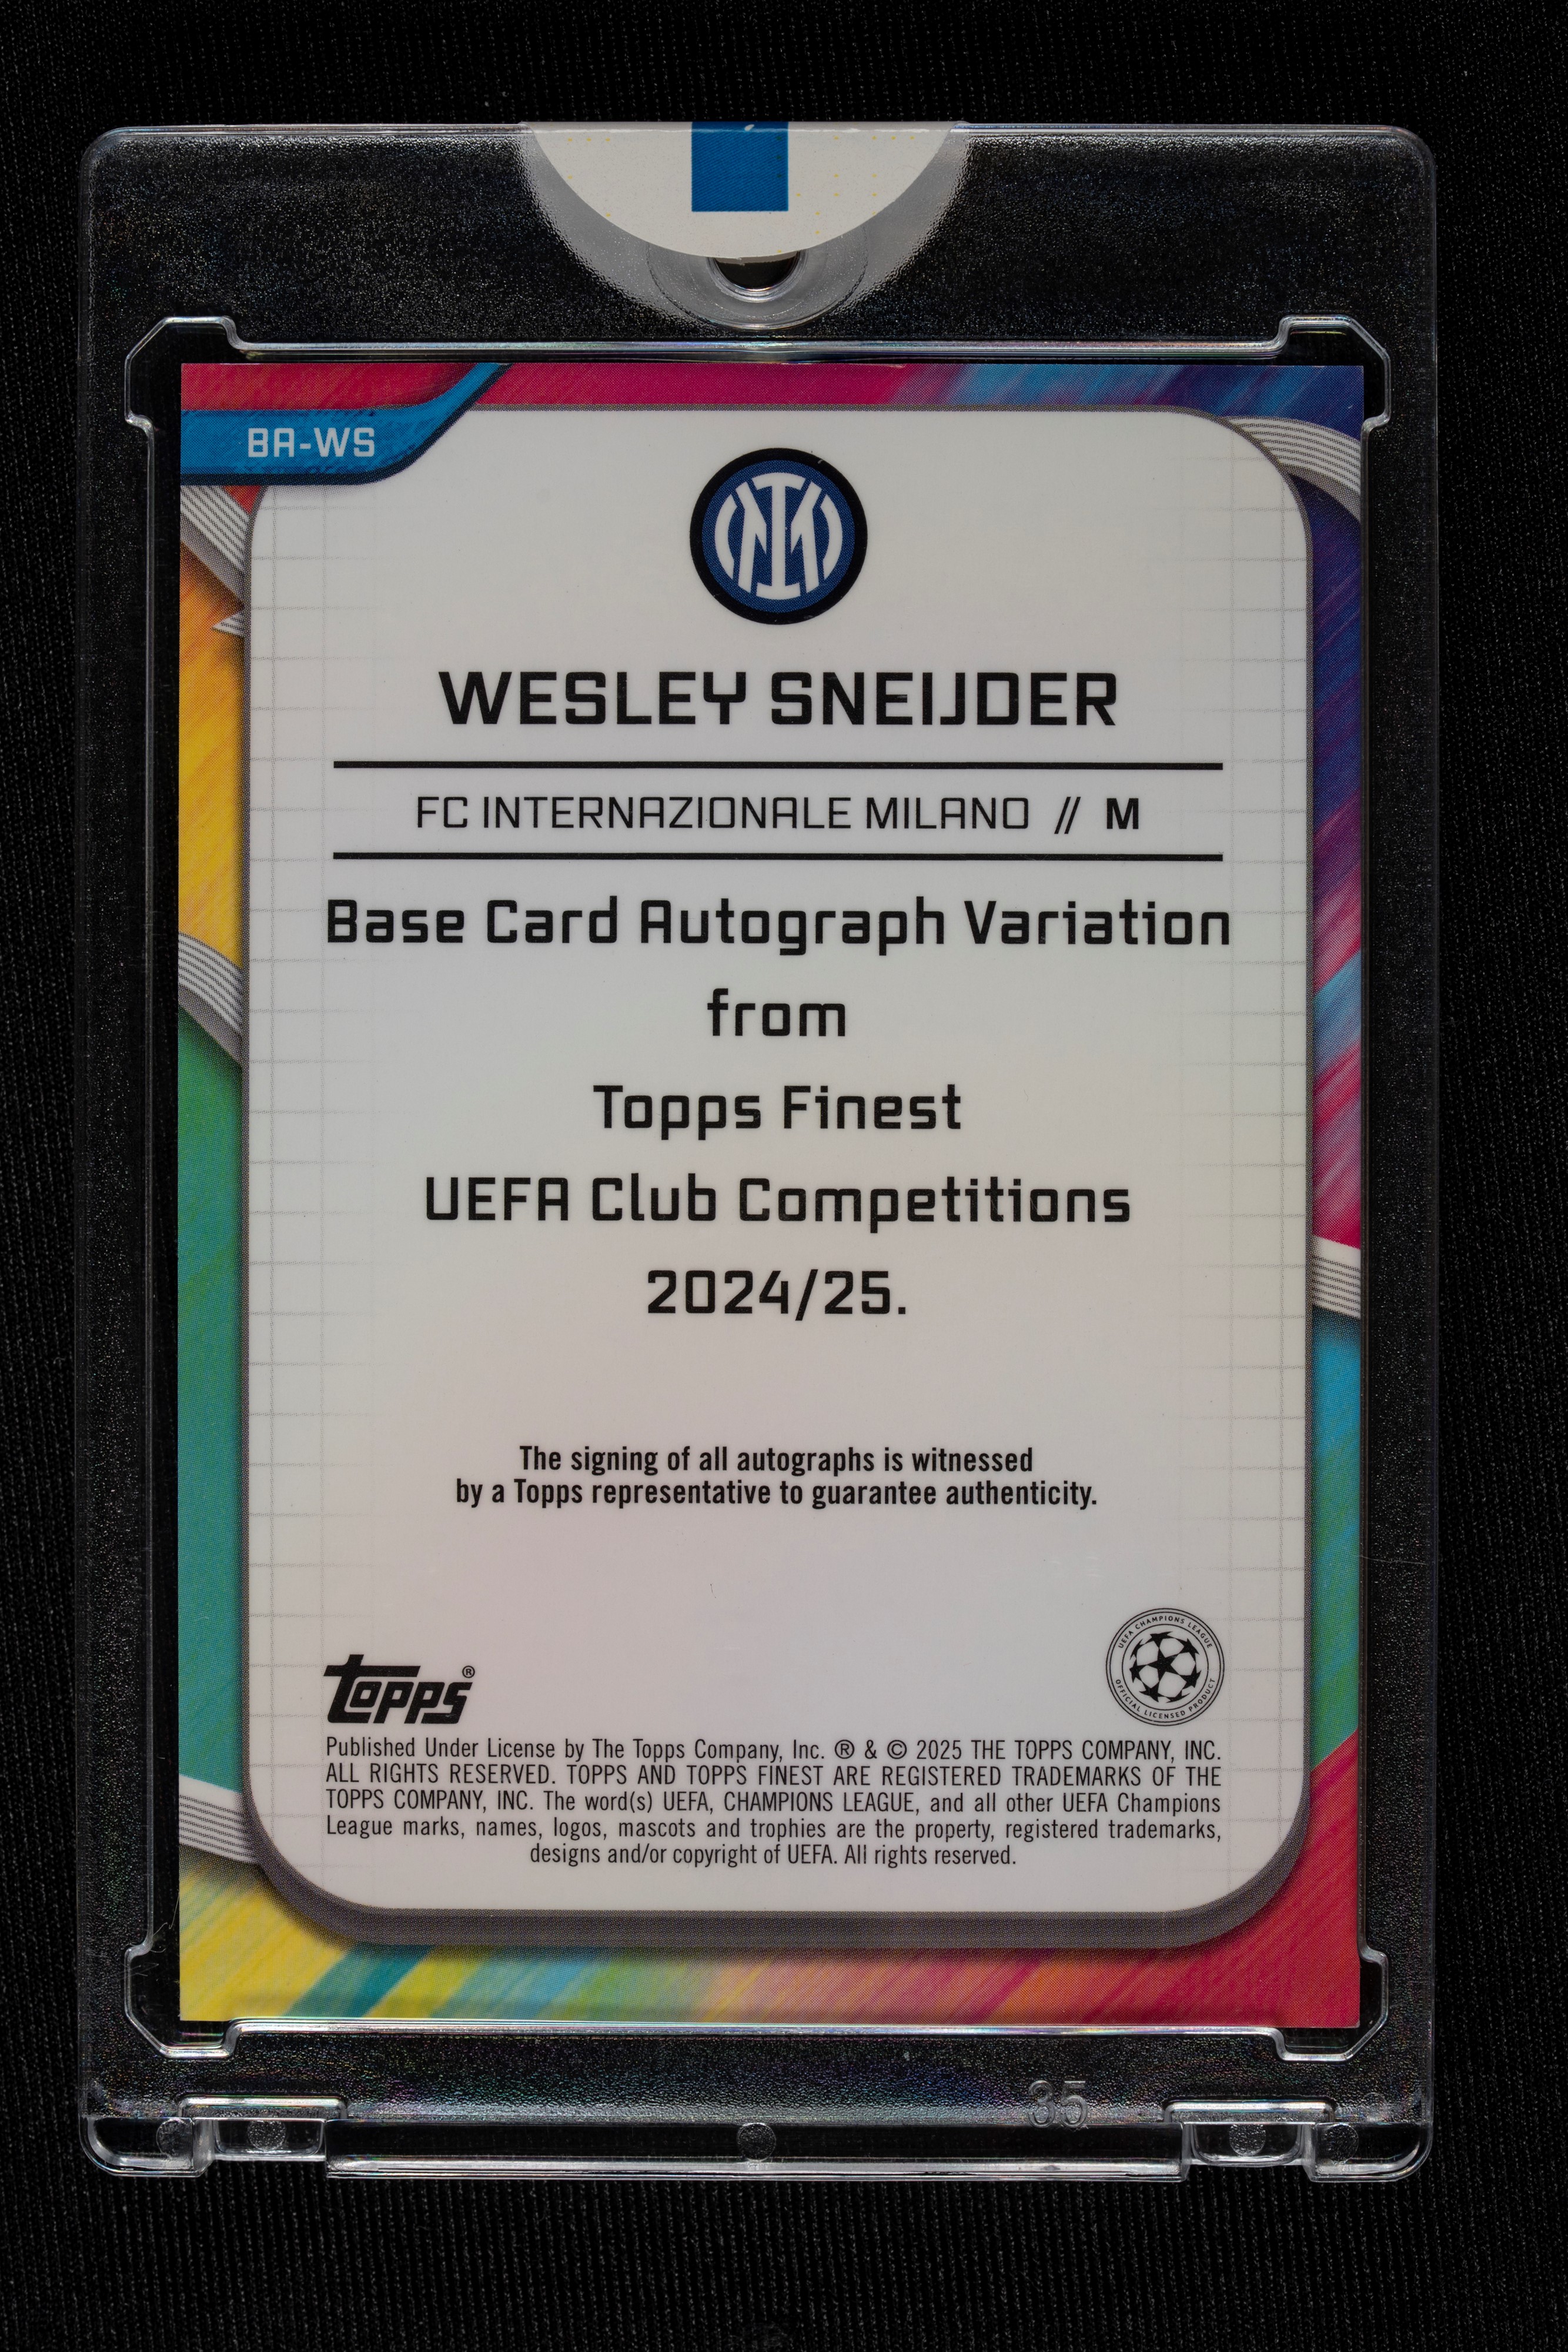 BA-WS
WESLEY SNEIJDER
FC INTERNAZIONALE MILANO // M
Base Card Autograph Variation
from
Topps Finest
UEFA Club Competitions
2024/25.
The signing of all autographs is witnessed
by a Topps representative to guarantee authenticity.
topps®
UEFA CHAMPIONS LEAGUE
OFFICIAL LICENSED PRODUCT
Published Under License by The Topps Company, Inc. ® & © 2025 THE TOPPS COMPANY, INC.
ALL RIGHTS RESERVED. TOPPS AND TOPPS FINEST ARE REGISTERED TRADEMARKS OF THE
TOPPS COMPANY, INC. The word(s) UEFA, CHAMPIONS LEAGUE, and all other UEFA Champions
League marks, names, logos, mascots and trophies are the property, registered trademarks,
designs and/or copyright of UEFA. All rights reserved.
35